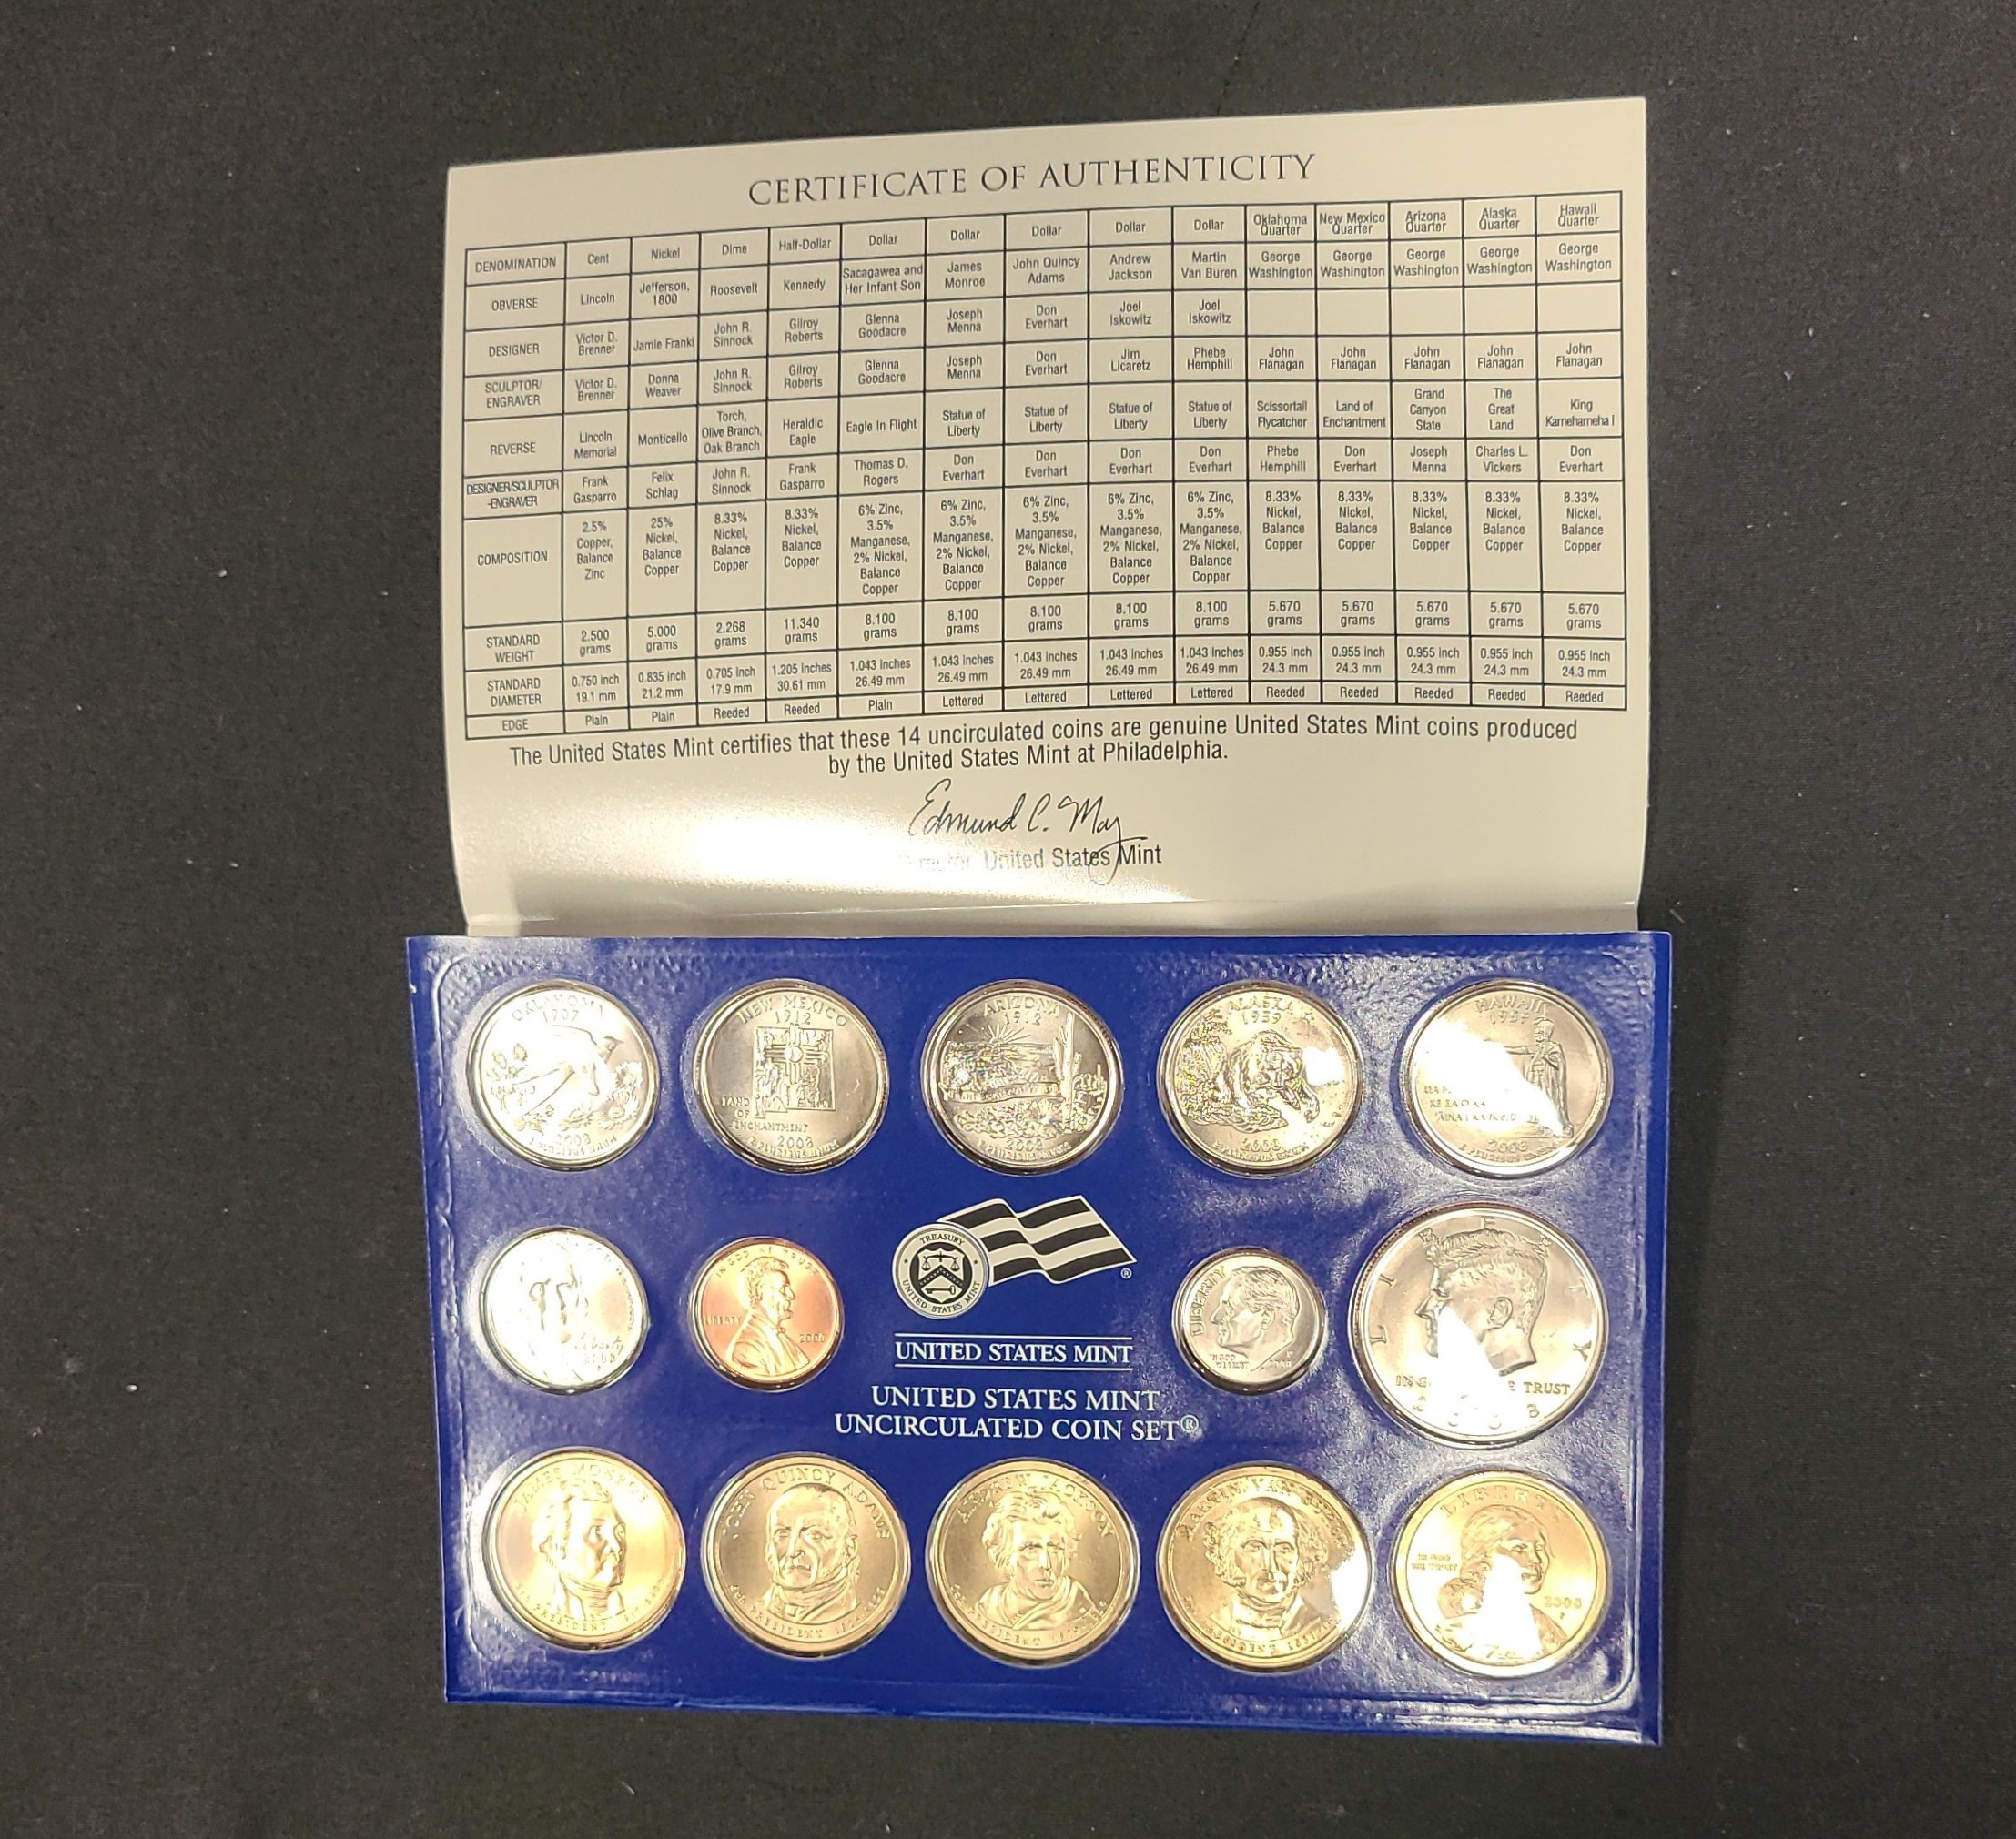 CERTIFICATE OF AUTHENTICITY
DENOMINATION Cent Nickel Dime Half-Dollar Dollar Dollar Dollar Dollar Dollar Oklahoma Quarter New Mexico Quarter Arizona Quarter Alaska Quarter Hawaii Quarter
OBVERSE Lincoln Jefferson, 1800 Roosevelt Kennedy Sacagawea and Her Infant Son James Monroe John Quincy Adams Andrew Jackson Martin Van Buren George Washington George Washington George Washington George Washington George Washington
DESIGNER Victor D. Brenner Jamie Franki John R. Sinnock Gilroy Roberts Glenna Goodacre Joseph Menna Don Everhart Joel Iskowitz Joel Iskowitz
SCULPTOR/ ENGRAVER Victor D. Brenner Donna Weaver John R. Sinnock Gilroy Roberts Glenna Goodacre Joseph Menna Don Everhart Jim Licaretz Phebe Hemphill John Flanagan John Flanagan John Flanagan John Flanagan John Flanagan
REVERSE Lincoln Memorial Monticello Torch, Olive Branch, Oak Branch Heraldic Eagle Eagle In Flight Statue of Liberty Statue of Liberty Statue of Liberty Statue of Liberty Scissortail Flycatcher Land of Enchantment Grand Canyon State The Great Land King Kamehameha I
DESIGNER/SCULPTOR -ENGRAVER Frank Gasparro Felix Schlag John R. Sinnock Frank Gasparro Thomas D. Rogers Don Everhart Don Everhart Don Everhart Don Everhart Phebe Hemphill Don Everhart Joseph Menna Charles L. Vickers Don Everhart
COMPOSITION 2.5% Copper, Balance Zinc 25% Nickel, Balance Copper 8.33% Nickel, Balance Copper 8.33% Nickel, Balance Copper 6% Zinc, 3.5% Manganese, 2% Nickel, Balance Copper 6% Zinc, 3.5% Manganese, 2% Nickel, Balance Copper 6% Zinc, 3.5% Manganese, 2% Nickel, Balance Copper 6% Zinc, 3.5% Manganese, 2% Nickel, Balance Copper 6% Zinc, 3.5% Manganese, 2% Nickel, Balance Copper 8.33% Nickel, Balance Copper 8.33% Nickel, Balance Copper 8.33% Nickel, Balance Copper 8.33% Nickel, Balance Copper 8.33% Nickel, Balance Copper
STANDARD WEIGHT 2.500 grams 5.000 grams 2.268 grams 11.340 grams 8.100 grams 8.100 grams 8.100 grams 8.100 grams 8.100 grams 5.670 grams 5.670 grams 5.670 grams 5.670 grams 5.670 grams
STANDARD DIAMETER 0.750 inch 19.1 mm 0.835 inch 21.2 mm 0.705 inch 17.9 mm 1.205 inches 30.61 mm 1.043 inches 26.49 mm 1.043 inches 26.49 mm 1.043 inches 26.49 mm 1.043 inches 26.49 mm 1.043 inches 26.49 mm 0.955 inch 24.3 mm 0.955 inch 24.3 mm 0.955 inch 24.3 mm 0.955 inch 24.3 mm 0.955 inch 24.3 mm
EDGE Plain Plain Reeded Reeded Plain Lettered Lettered Lettered Lettered Reeded Reeded Reeded Reeded Reeded
The United States Mint certifies that these 14 uncirculated coins are genuine United States Mint coins produced
by the United States Mint at Philadelphia.
Edmund C. Moy
United States Mint
OKLAHOMA
1907
2008
NEW MEXICO
1912
LAND
OF
ENCHANTMENT
2008
E PLURIBUS UNUM
ARIZONA
1912
2008
ALASKA
1959
2008
HAWAII
1959
2008
Liberty
IN GOD WE TRUST
LIBERTY
TREASURY
UNITED STATES MINT
®
UNITED STATES MINT
UNITED STATES MINT
UNCIRCULATED COIN SET®
LIBERTY
TRUST
JAMES MONROE
PRESIDENT
JOHN QUINCY ADAMS
PRESIDENT
ANDREW JACKSON
PRESIDENT
MARTIN VAN BUREN
PRESIDENT
LIBERTY
IN GOD
WE TRUST
2008
P